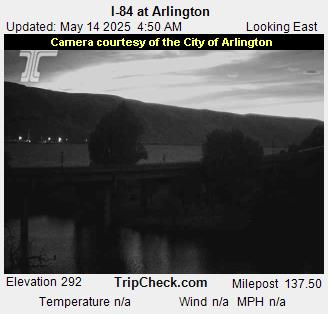 I-84 at Arlington
Updated: May 14 2025 4:50 AM Looking East
Camera courtesy of the City of Arlington
Elevation 292 TripCheck.com Milepost 137.50
Temperature n/a Wind n/a MPH n/a